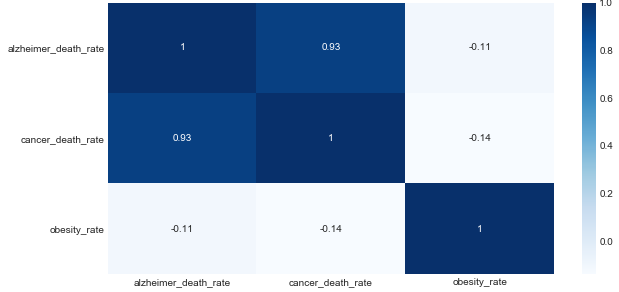 alzheimer_death_rate 1 0.93 -0.11
cancer_death_rate 0.93 1 -0.14
obesity_rate -0.11 -0.14 1
alzheimer_death_rate cancer_death_rate obesity_rate
1.0
0.8
0.6
0.4
0.2
0.0